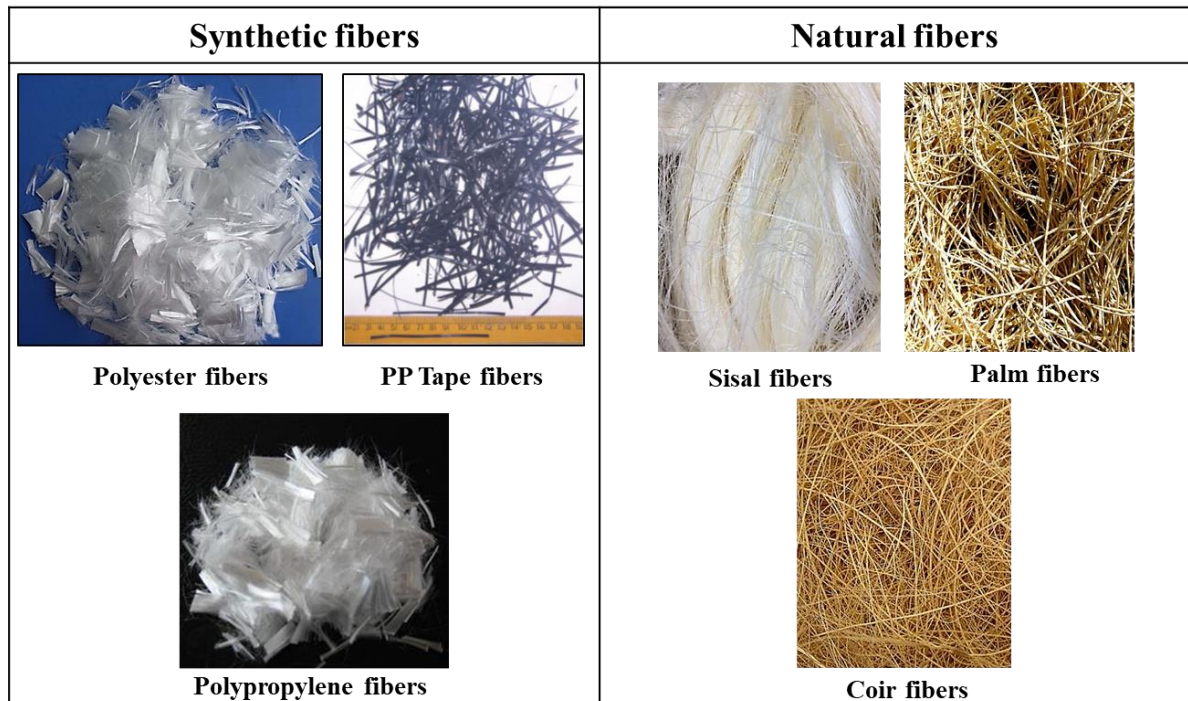 Synthetic fibers
Natural fibers
Polyester fibers
PP Tape fibers
Sisal fibers
Palm fibers
Polypropylene fibers
Coir fibers